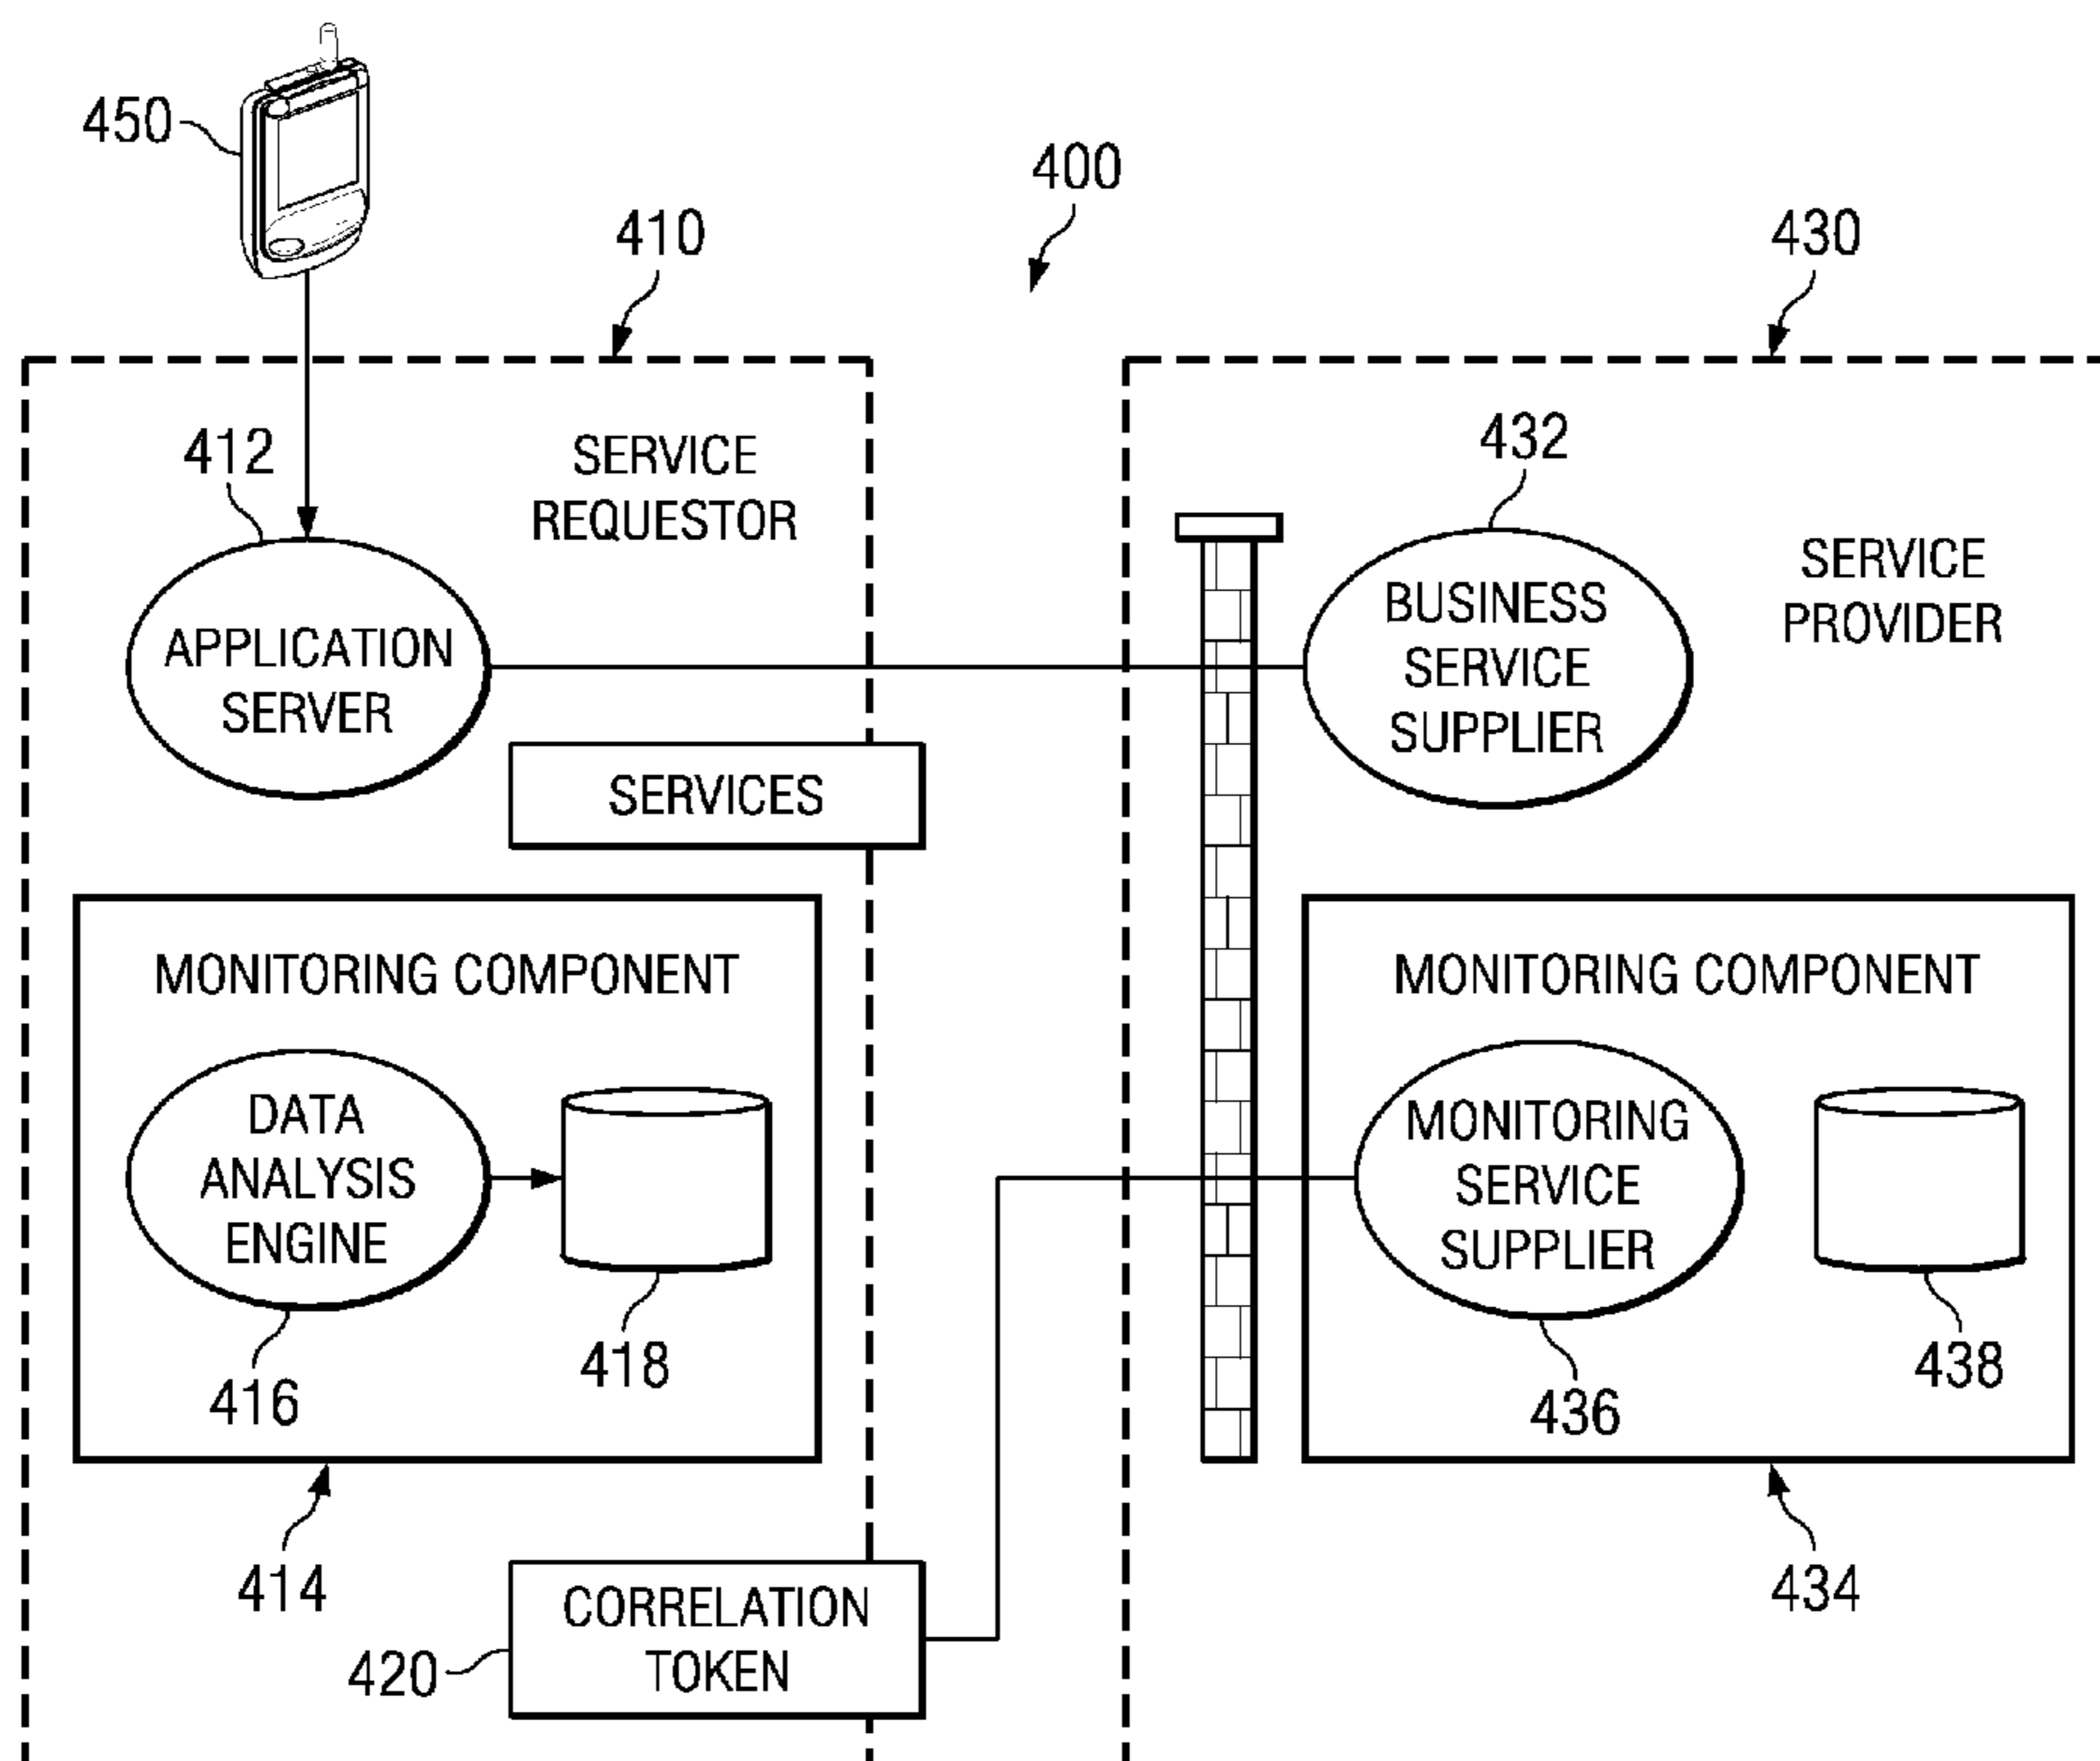 450
400
410
430
412
SERVICE
REQUESTOR
432
SERVICE
PROVIDER
APPLICATION
SERVER
BUSINESS
SERVICE
SUPPLIER
SERVICES
MONITORING COMPONENT
DATA
ANALYSIS
ENGINE
416
418
MONITORING COMPONENT
MONITORING
SERVICE
SUPPLIER
436
438
414
434
CORRELATION
TOKEN
420